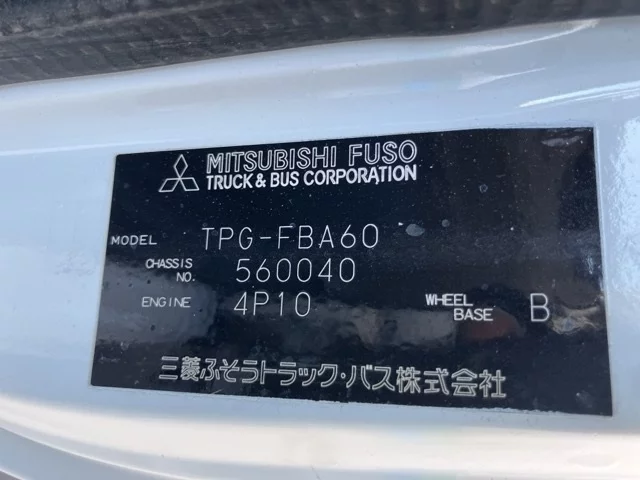 MITSUBISHI FUSO
TRUCK & BUS CORPORATION
MODEL TPG-FBA60
CHASSIS NO. 560040
ENGINE 4P10 WHEEL BASE B
三菱ふそうトラック・バス株式会社